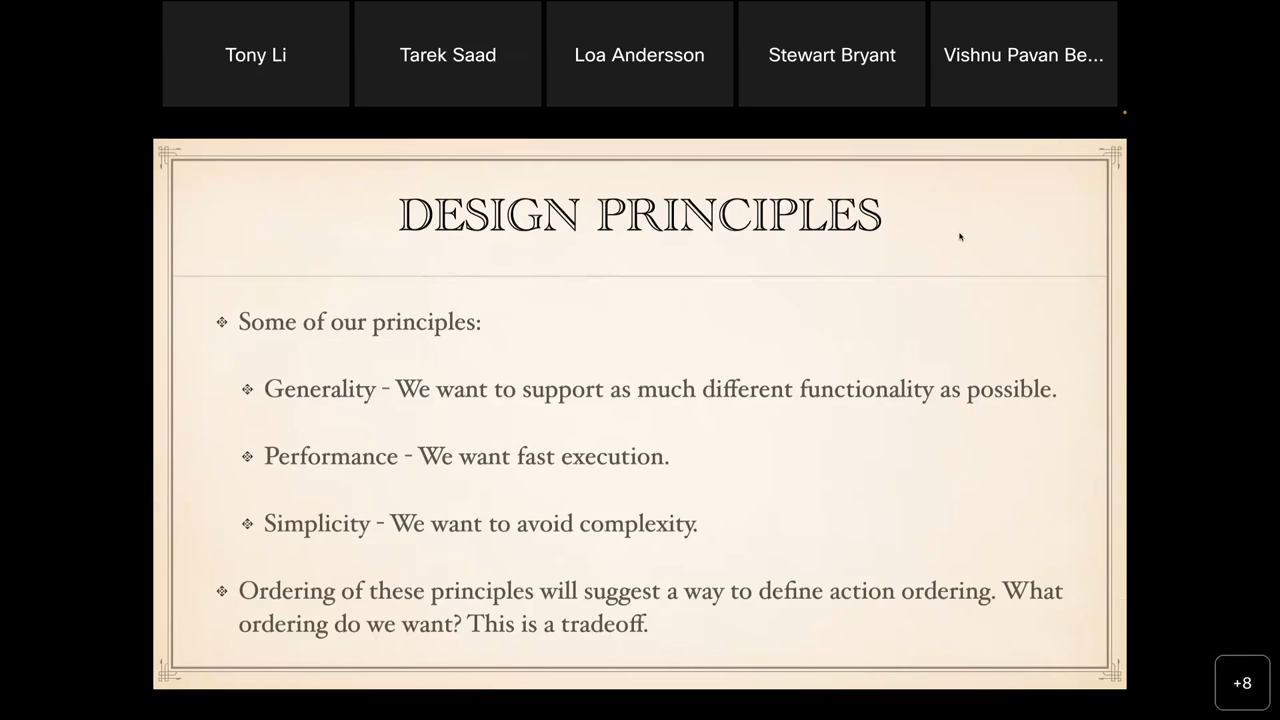 Tony Li
Tarek Saad
Loa Andersson
Stewart Bryant
Vishnu Pavan Be...
DESIGN PRINCIPLES
Some of our principles:
Generality - We want to support as much different functionality as possible.
Performance - We want fast execution.
Simplicity - We want to avoid complexity.
Ordering of these principles will suggest a way to define action ordering. What
ordering do we want? This is a tradeoff.
+8